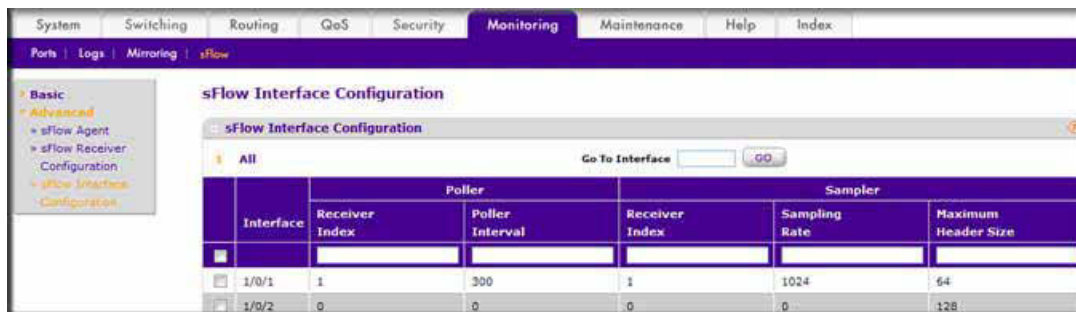 System Switching Routing QoS Security Monitoring Maintenance Help Index
Ports | Logs | Mirroring | sFlow
Basic
Advanced
» sFlow Agent
» sFlow Receiver
Configuration
» sFlow Interface
Configuration
sFlow Interface Configuration
sFlow Interface Configuration
1 All Go To Interface GO
Poller Sampler
Interface Receiver Index Poller Interval Receiver Index Sampling Rate Maximum Header Size
1/0/1 1 300 1 1024 64
1/0/2 0 0 0 0 128